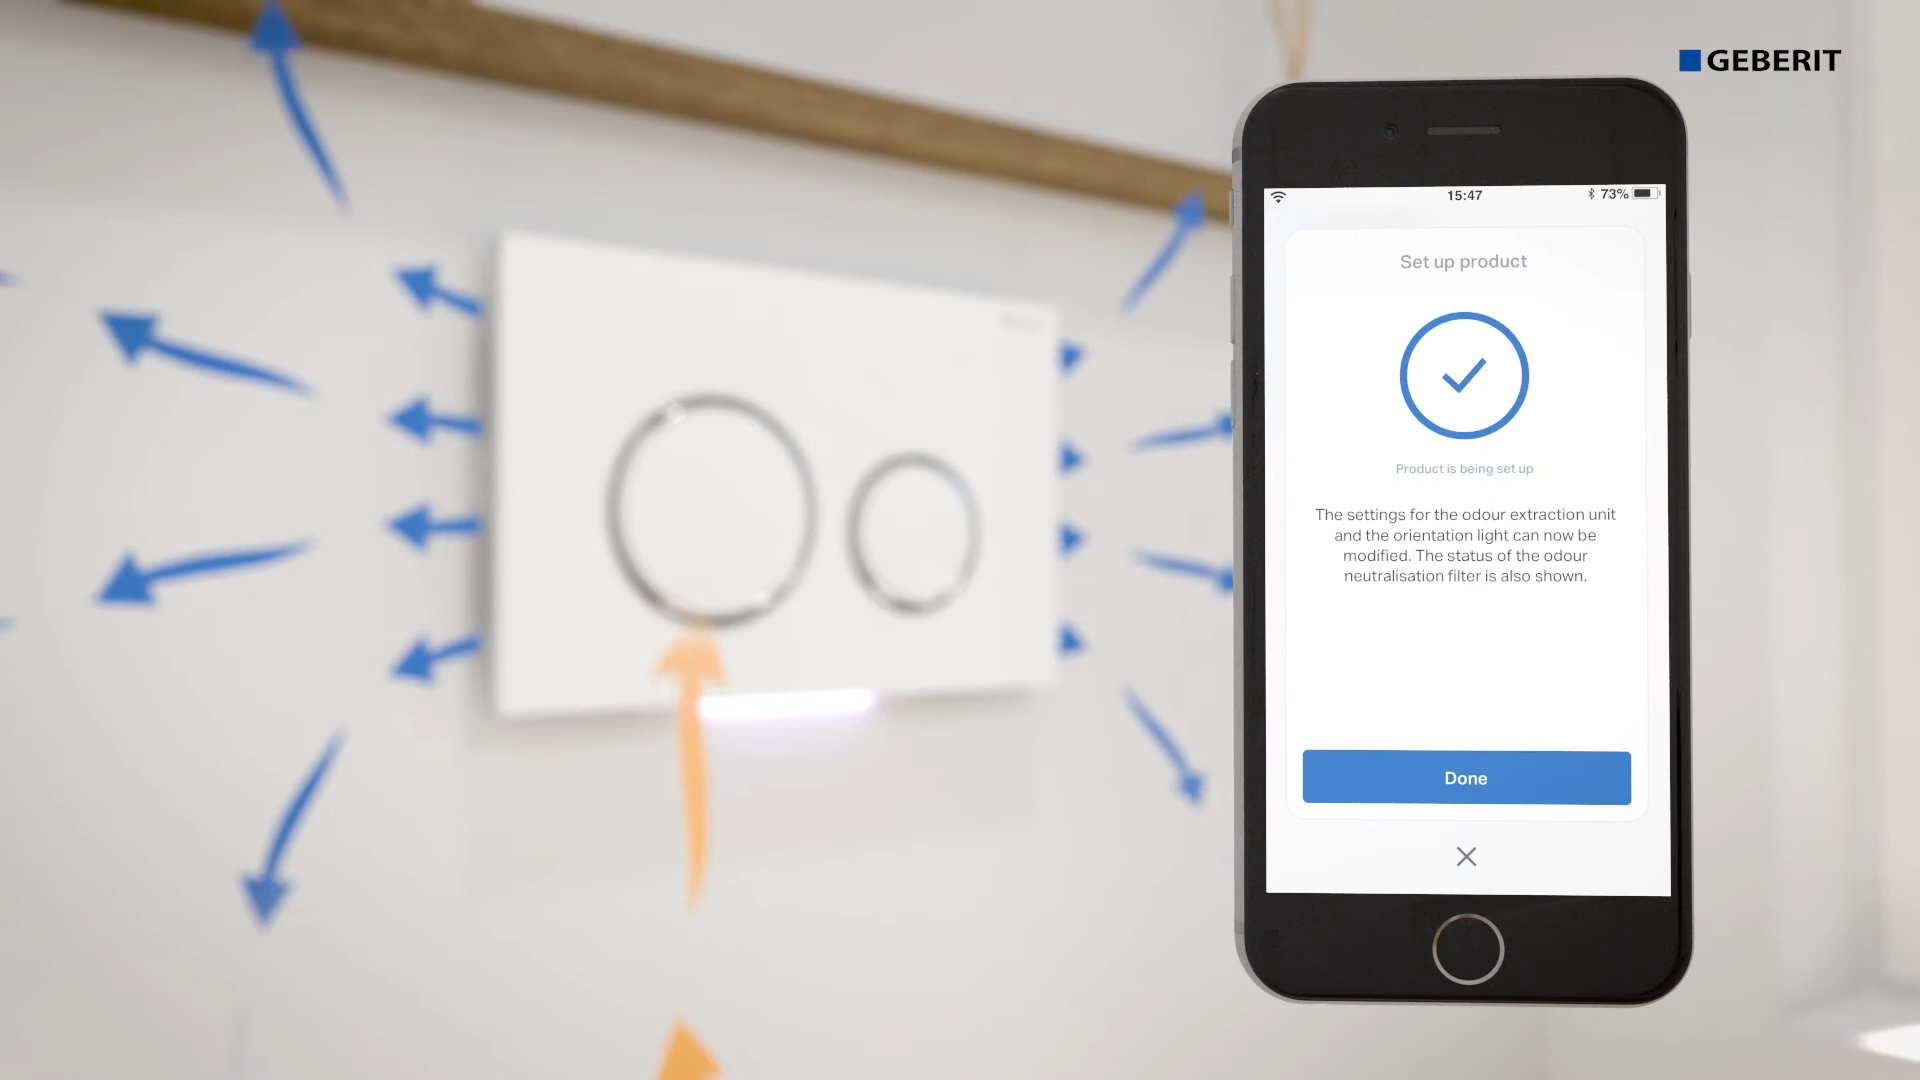 GEBERIT
15:47
73%
Set up product
Product is being set up
The settings for the odour extraction unit
and the orientation light can now be
modified. The status of the odour
neutralisation filter is also shown.
Done